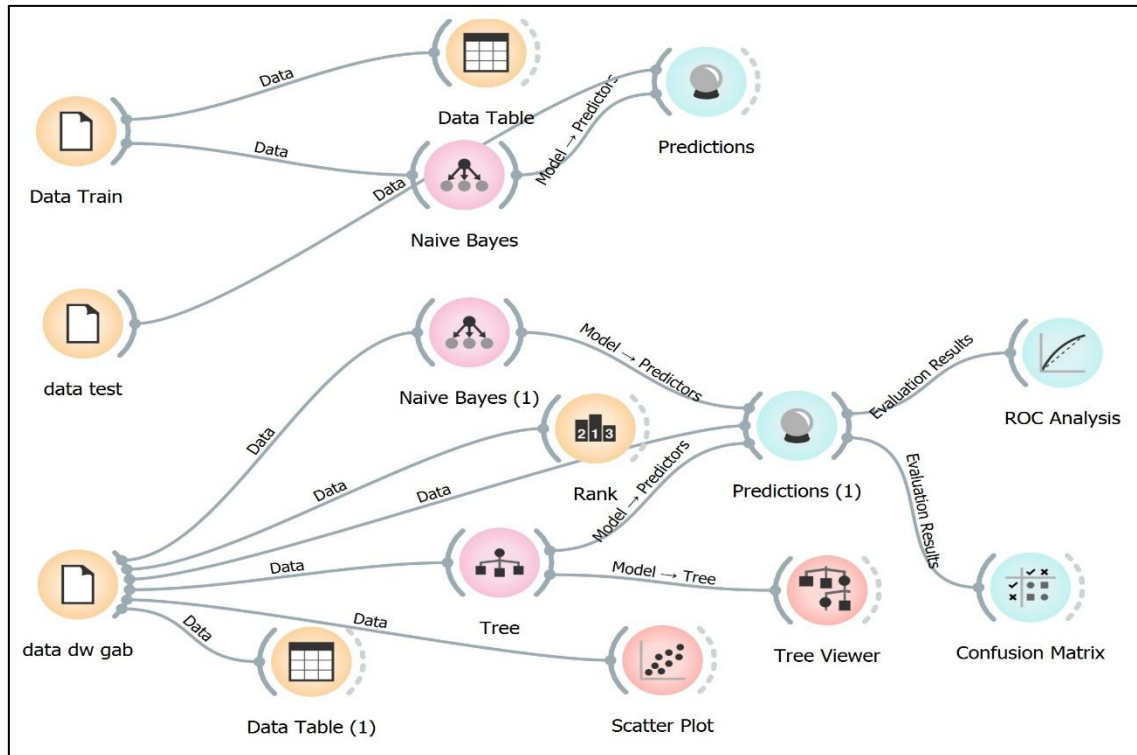 Data
Data Table
Data
Model → Predictors
Predictions
Data Train
Data
Naive Bayes
data test
Model → Predictors
Evaluation Results
Naive Bayes (1)
ROC Analysis
Data
2 1 3
Data
Data
Rank
Model → Predictors
Predictions (1)
Evaluation Results
Data
Model → Tree
data dw gab
Data
Data
Tree
Tree Viewer
Confusion Matrix
Data Table (1)
Scatter Plot